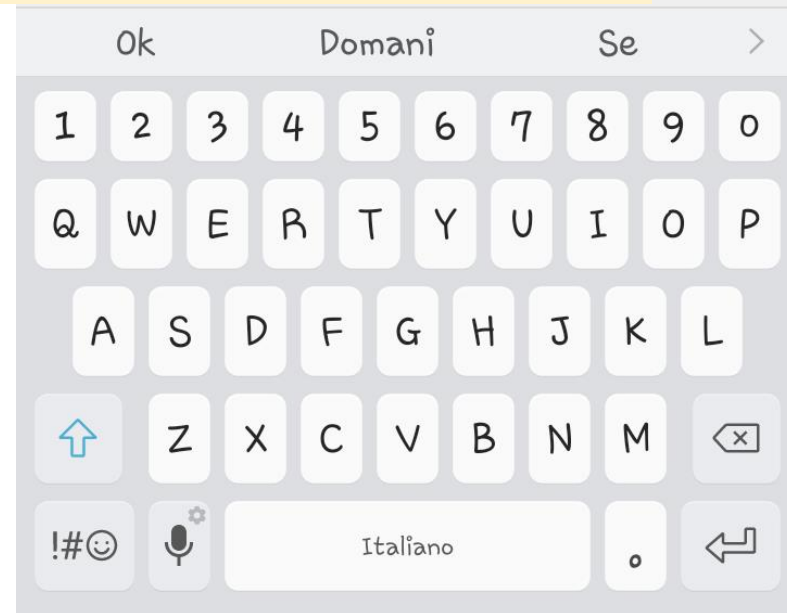 Ok Domani Se
1 2 3 4 5 6 7 8 9 0
Q W E R T Y U I O P
A S D F G H J K L
Z X C V B N M
!#☺ Italiano .